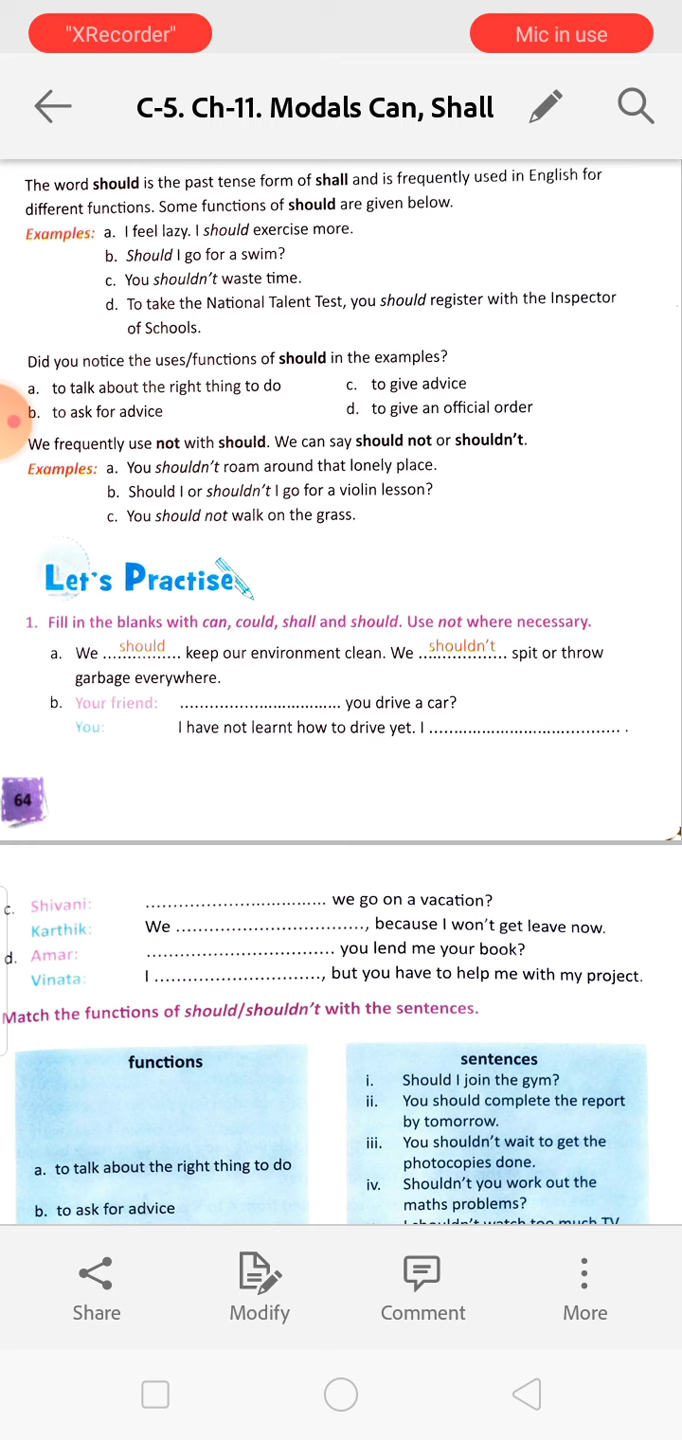 "XRecorder"
Mic in use
C-5. Ch-11. Modals Can, Shall
The word should is the past tense form of shall and is frequently used in English for
different functions. Some functions of should are given below.
Examples: a. I feel lazy. I should exercise more.
b. Should I go for a swim?
c. You shouldn't waste time.
d. To take the National Talent Test, you should register with the Inspector
of Schools.
Did you notice the uses/functions of should in the examples?
a. to talk about the right thing to do c. to give advice
b. to ask for advice d. to give an official order
We frequently use not with should. We can say should not or shouldn't.
Examples: a. You shouldn't roam around that lonely place.
b. Should I or shouldn't I go for a violin lesson?
c. You should not walk on the grass.
Let's Practise
1. Fill in the blanks with can, could, shall and should. Use not where necessary.
a. We ....should.... keep our environment clean. We ....shouldn't.... spit or throw
garbage everywhere.
b. Your friend: .................................. you drive a car?
You: I have not learnt how to drive yet. I ........................................ .
64
c. Shivani: .................................. we go on a vacation?
Karthik: We ......................................, because I won't get leave now.
d. Amar: ...................................... you lend me your book?
Vinata: I .................................., but you have to help me with my project.
Match the functions of should/shouldn't with the sentences.
functions
a. to talk about the right thing to do
b. to ask for advice
sentences
i. Should I join the gym?
ii. You should complete the report
by tomorrow.
iii. You shouldn't wait to get the
photocopies done.
iv. Shouldn't you work out the
maths problems?
I shouldn't watch too much TV
Share
Modify
Comment
More